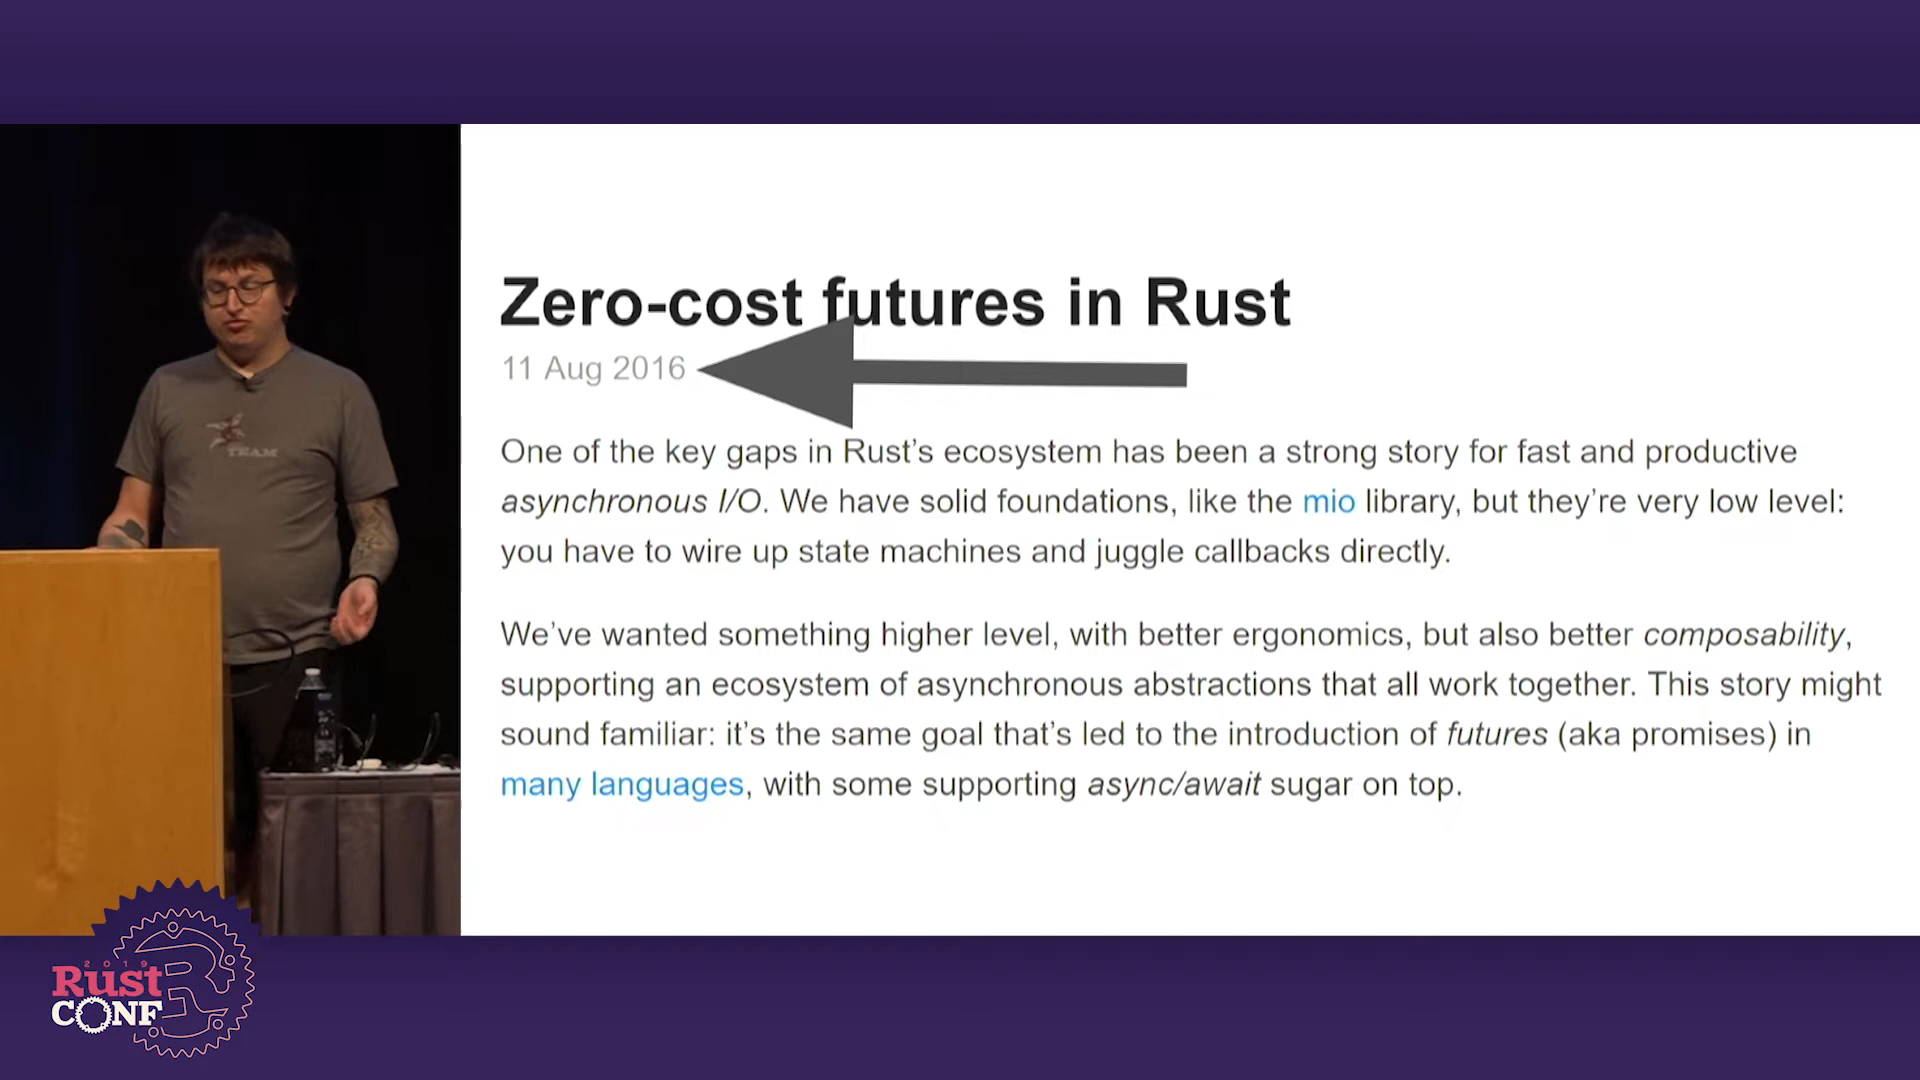 Zero-cost futures in Rust
11 Aug 2016
One of the key gaps in Rust’s ecosystem has been a strong story for fast and productive
asynchronous I/O. We have solid foundations, like the mio library, but they’re very low level:
you have to wire up state machines and juggle callbacks directly.
We’ve wanted something higher level, with better ergonomics, but also better composability,
supporting an ecosystem of asynchronous abstractions that all work together. This story might
sound familiar: it’s the same goal that’s led to the introduction of futures (aka promises) in
many languages, with some supporting async/await sugar on top.
TEAM
2019
Rust
CONF
R